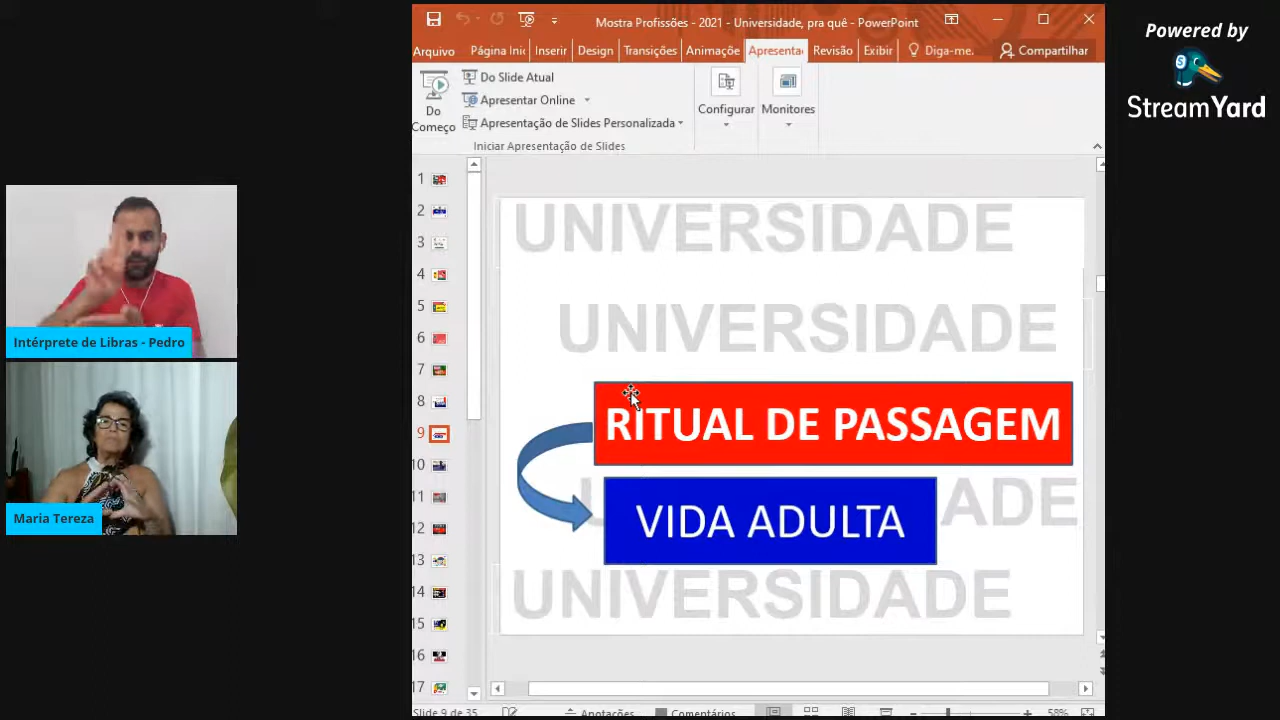 Mostra Profissões - 2021 - Universidade, pra quê - PowerPoint
Arquivo Página Inic Inserir Design Transições Animaçõe Apresentaç Revisão Exibir Diga-me. Compartilhar
Do Começo
Do Slide Atual
Apresentar Online
Apresentação de Slides Personalizada
Iniciar Apresentação de Slides
Configurar
Monitores
1
2
3
4
5
6
7
8
9
10
11
12
13
14
15
16
17
UNIVERSIDADE
UNIVERSIDADE
RITUAL DE PASSAGEM
VIDA ADULTA
U ADE
UNIVERSIDADE
Slide 9 de 35 Anotações Comentários 58%
Intérprete de Libras - Pedro
Maria Tereza
Powered by
StreamYard